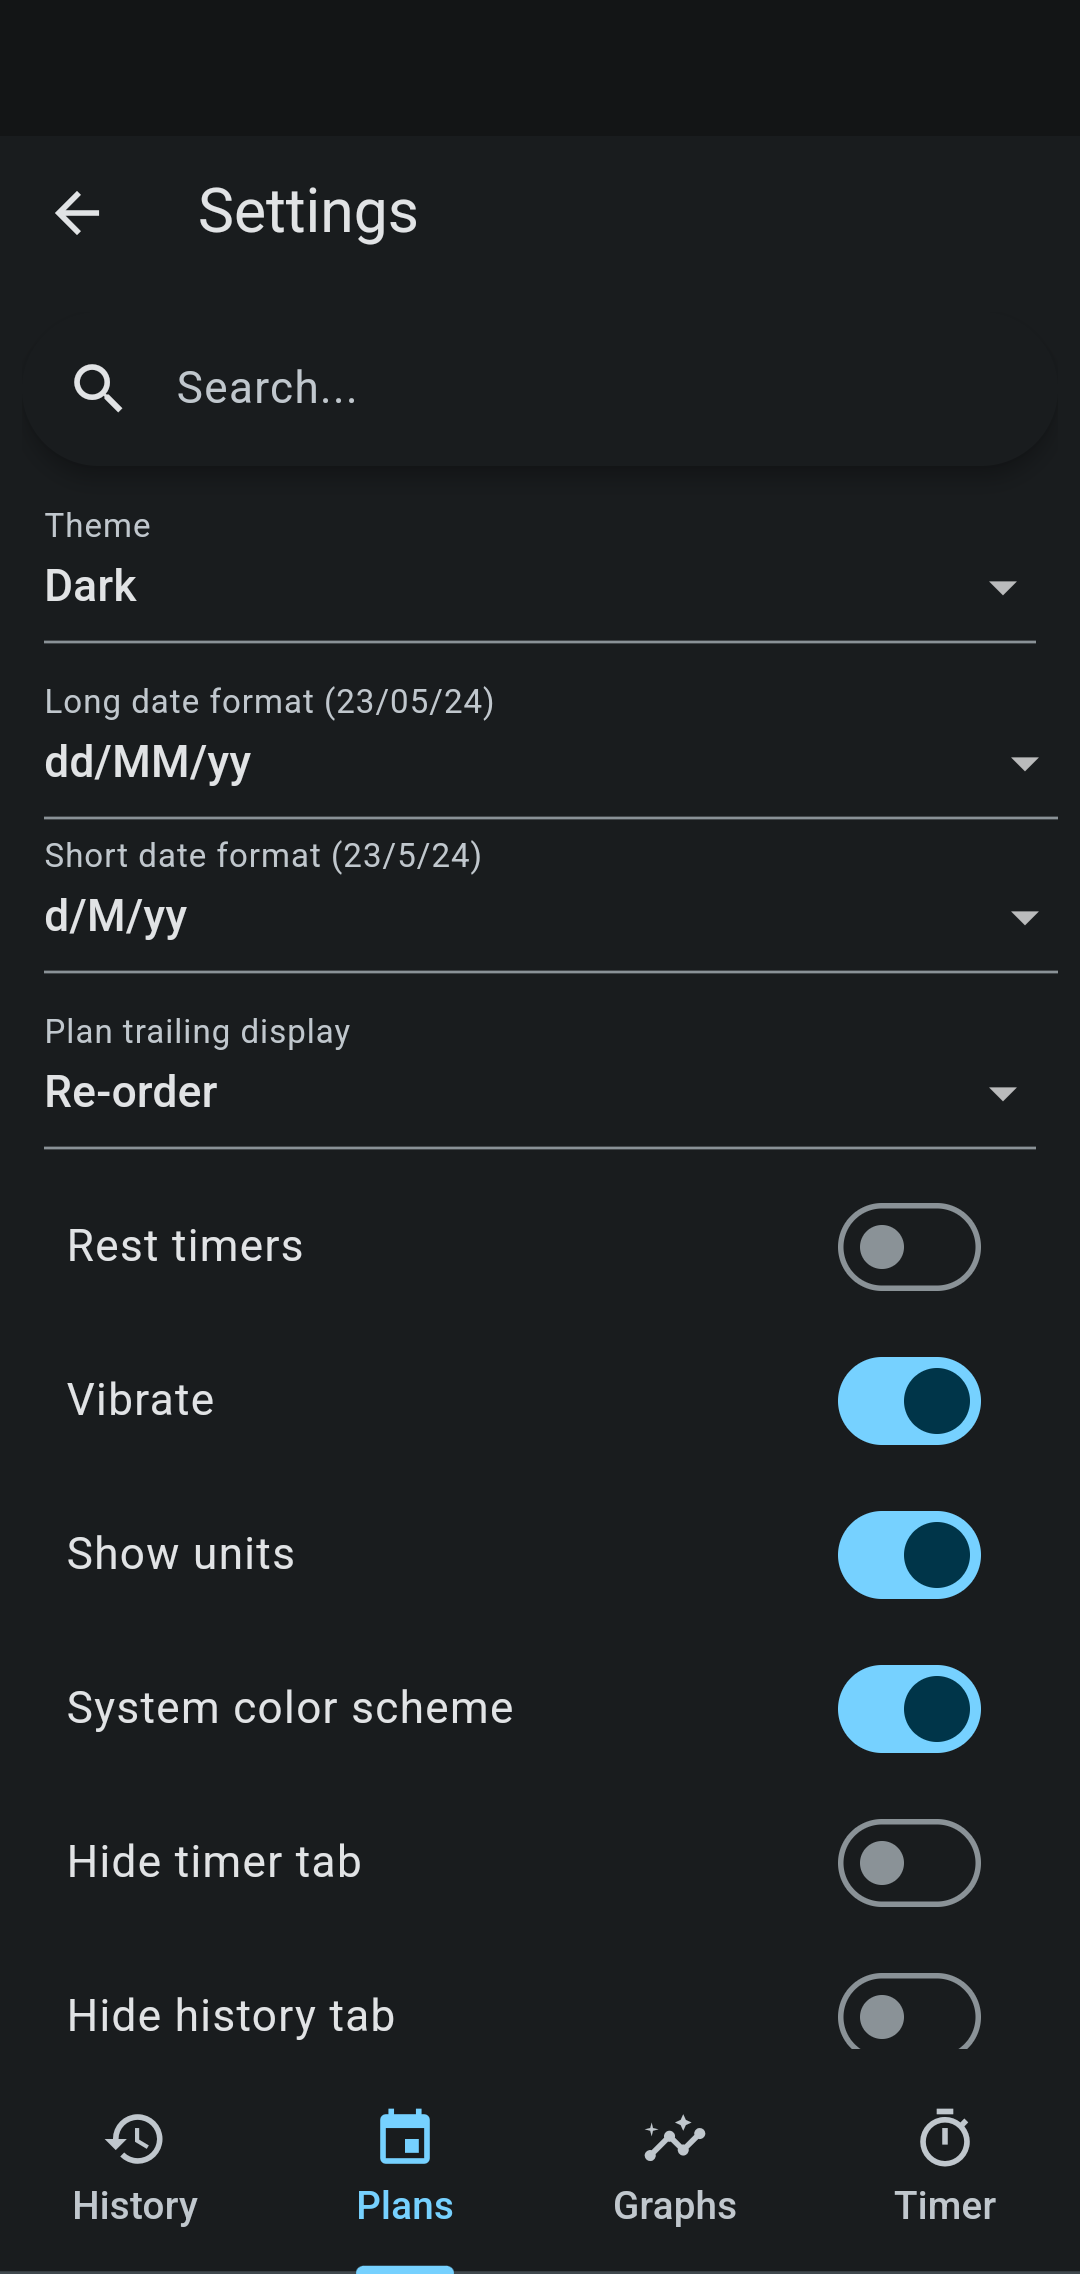 Settings
Search...
Theme
Dark
Long date format (23/05/24)
dd/MM/yy
Short date format (23/5/24)
d/M/yy
Plan trailing display
Re-order
Rest timers
Vibrate
Show units
System color scheme
Hide timer tab
Hide history tab
History
Plans
Graphs
Timer